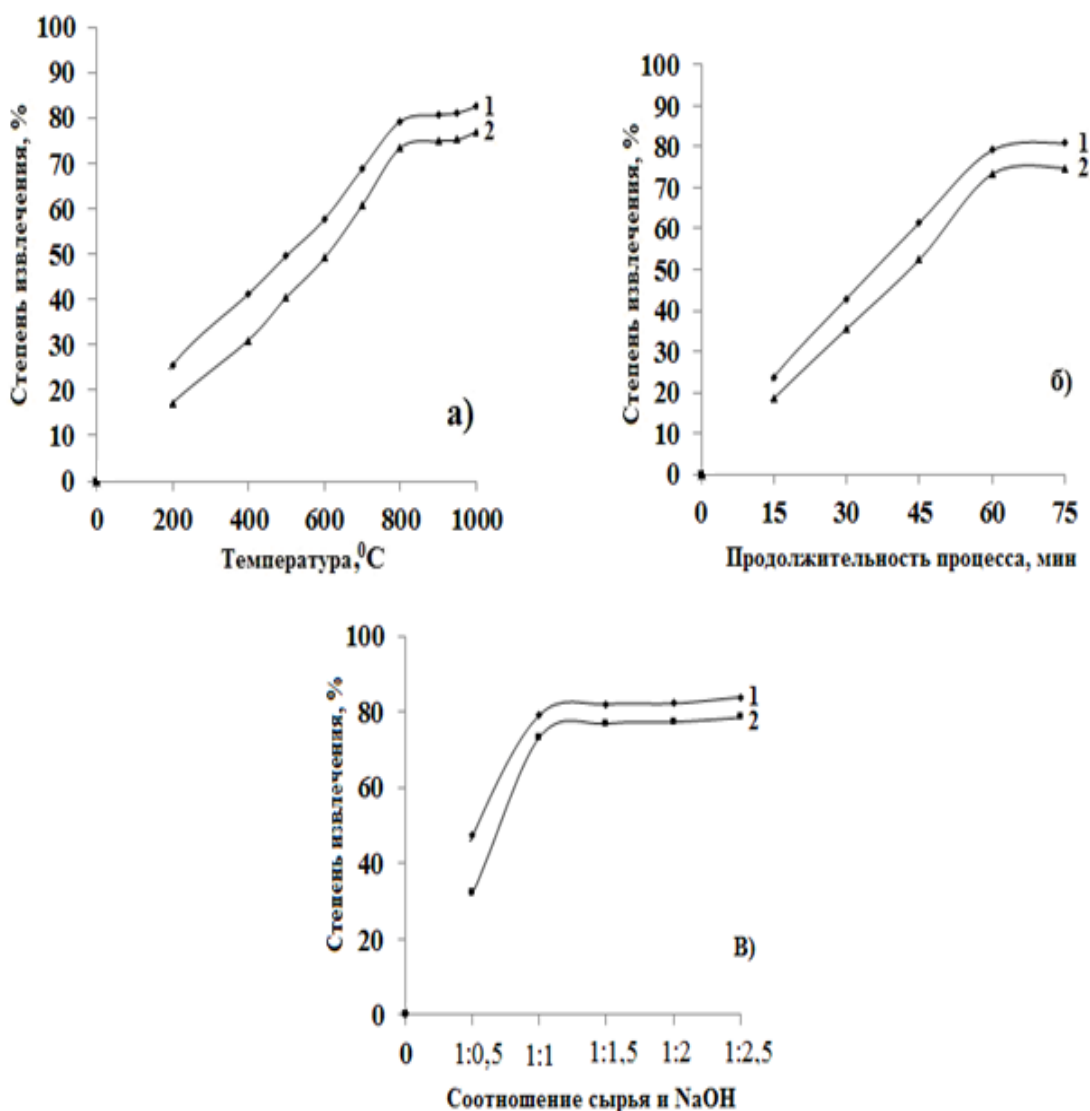 Степень извлечения, %
100
90
80
70
60
50
40
30
20
10
0
1
2
а)
0 200 400 600 800 1000
Температура,⁰C
Степень извлечения, %
100
90
80
70
60
50
40
30
20
10
0
1
2
б)
0 15 30 45 60 75
Продолжительность процесса, мин
Степень извлечения, %
100
80
60
40
20
0
1
2
В)
0 1:0,5 1:1 1:1,5 1:2 1:2,5
Соотношение сырья и NaOH